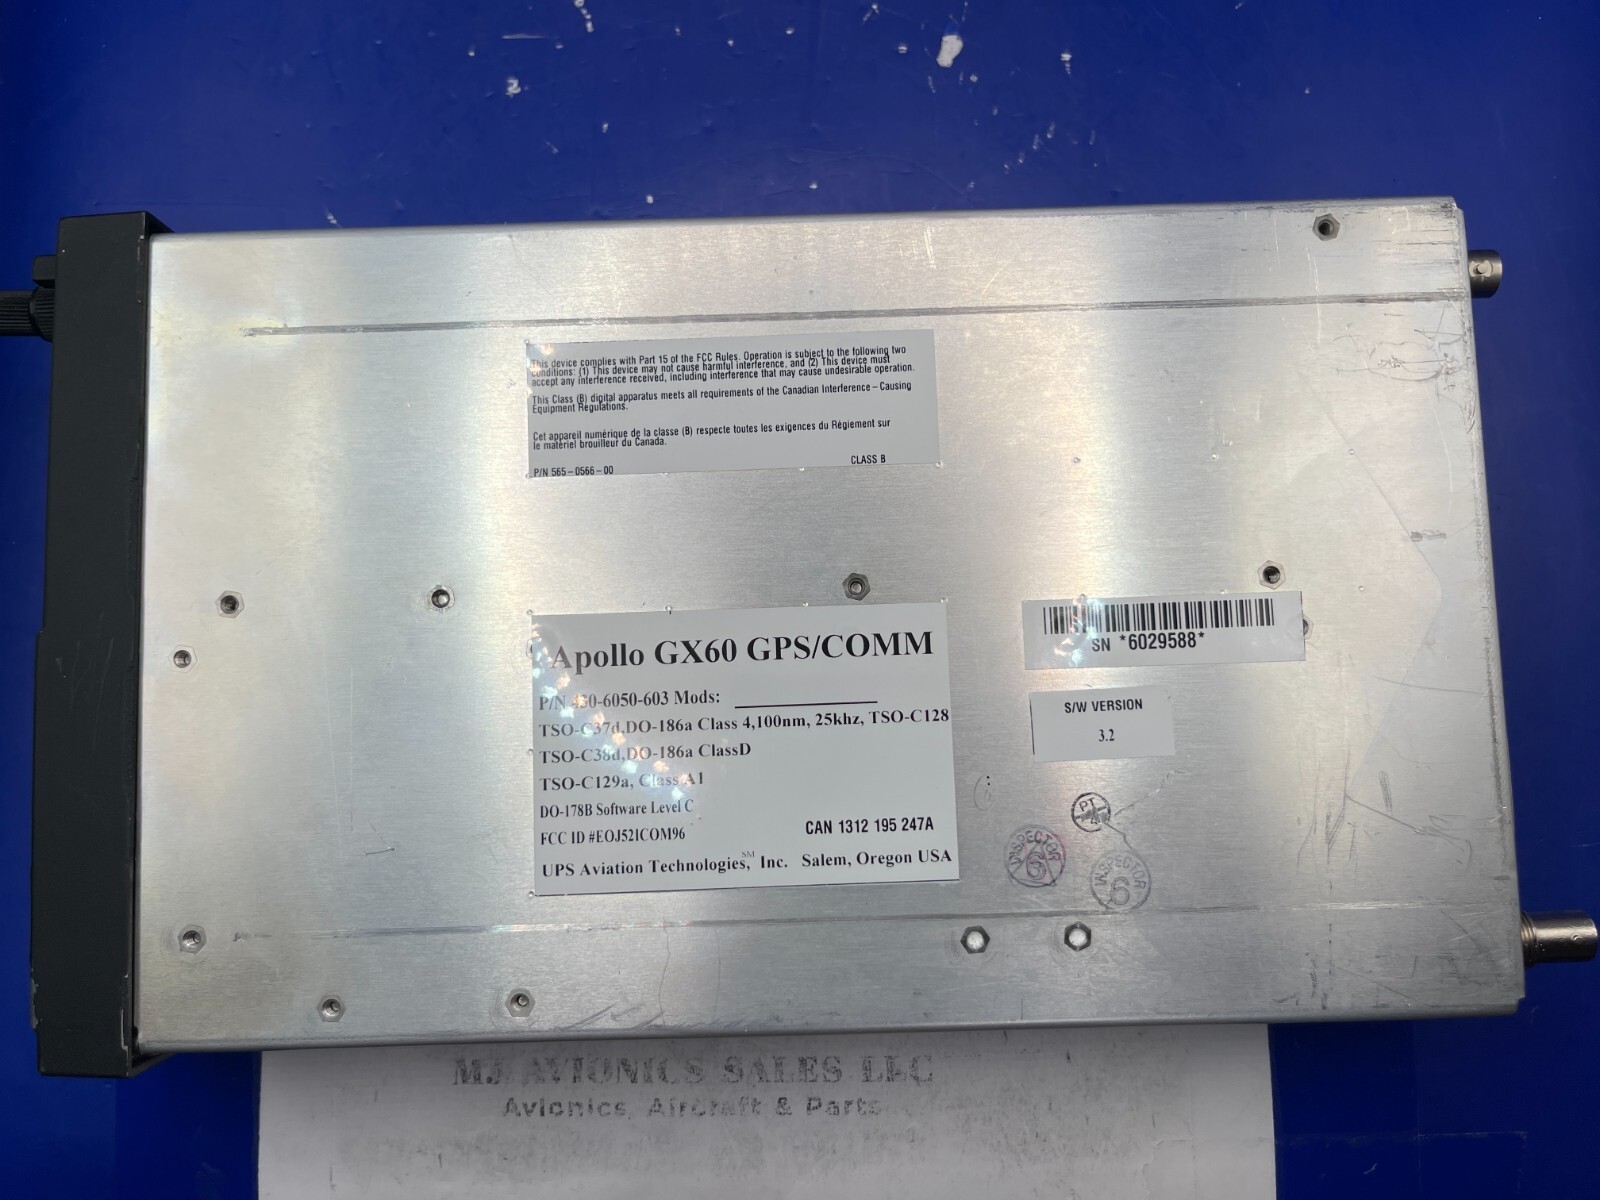 This device complies with Part 15 of the FCC Rules. Operation is subject to the following two
conditions: (1) This device may not cause harmful interference, and (2) This device must
accept any interference received, including interference that may cause undesirable operation.
This Class (B) digital apparatus meets all requirements of the Canadian Interference – Causing
Equipment Regulations.
Cet appareil numérique de la classe (B) respecte toutes les exigences du Réglement sur
le matériel brouilleur du Canada.
P/N 565–0566–00 CLASS B
Apollo GX60 GPS/COMM
P/N 430-6050-603 Mods:
TSO-C37d,DO-186a Class 4,100nm, 25khz, TSO-C128
TSO-C38d,DO-186a ClassD
TSO-C129a, Class A1
DO-178B Software Level C
FCC ID #EOJ52ICOM96
CAN 1312 195 247A
UPS Aviation Technologies,℠ Inc. Salem, Oregon USA
SN *6029588*
S/W VERSION
3.2
PT
INSPECTOR
6
INSPECTOR
6
MJ AVIONICS SALES LLC
Avionics, Aircraft & Parts